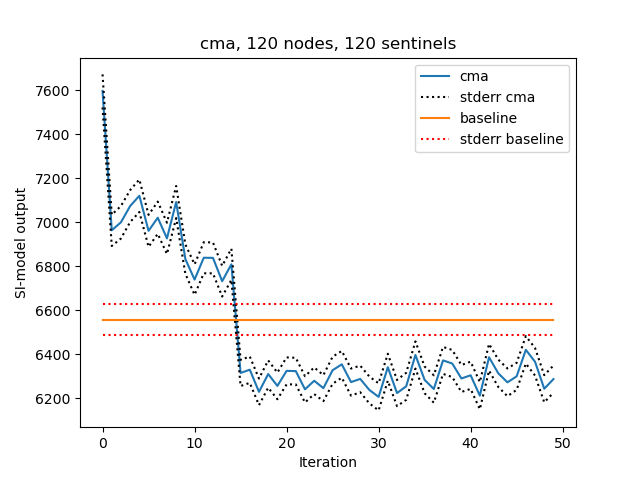 cma, 120 nodes, 120 sentinels
cma
stderr cma
baseline
stderr baseline
7600
7400
7200
7000
6800
6600
6400
6200
SI-model output
0 10 20 30 40 50
Iteration